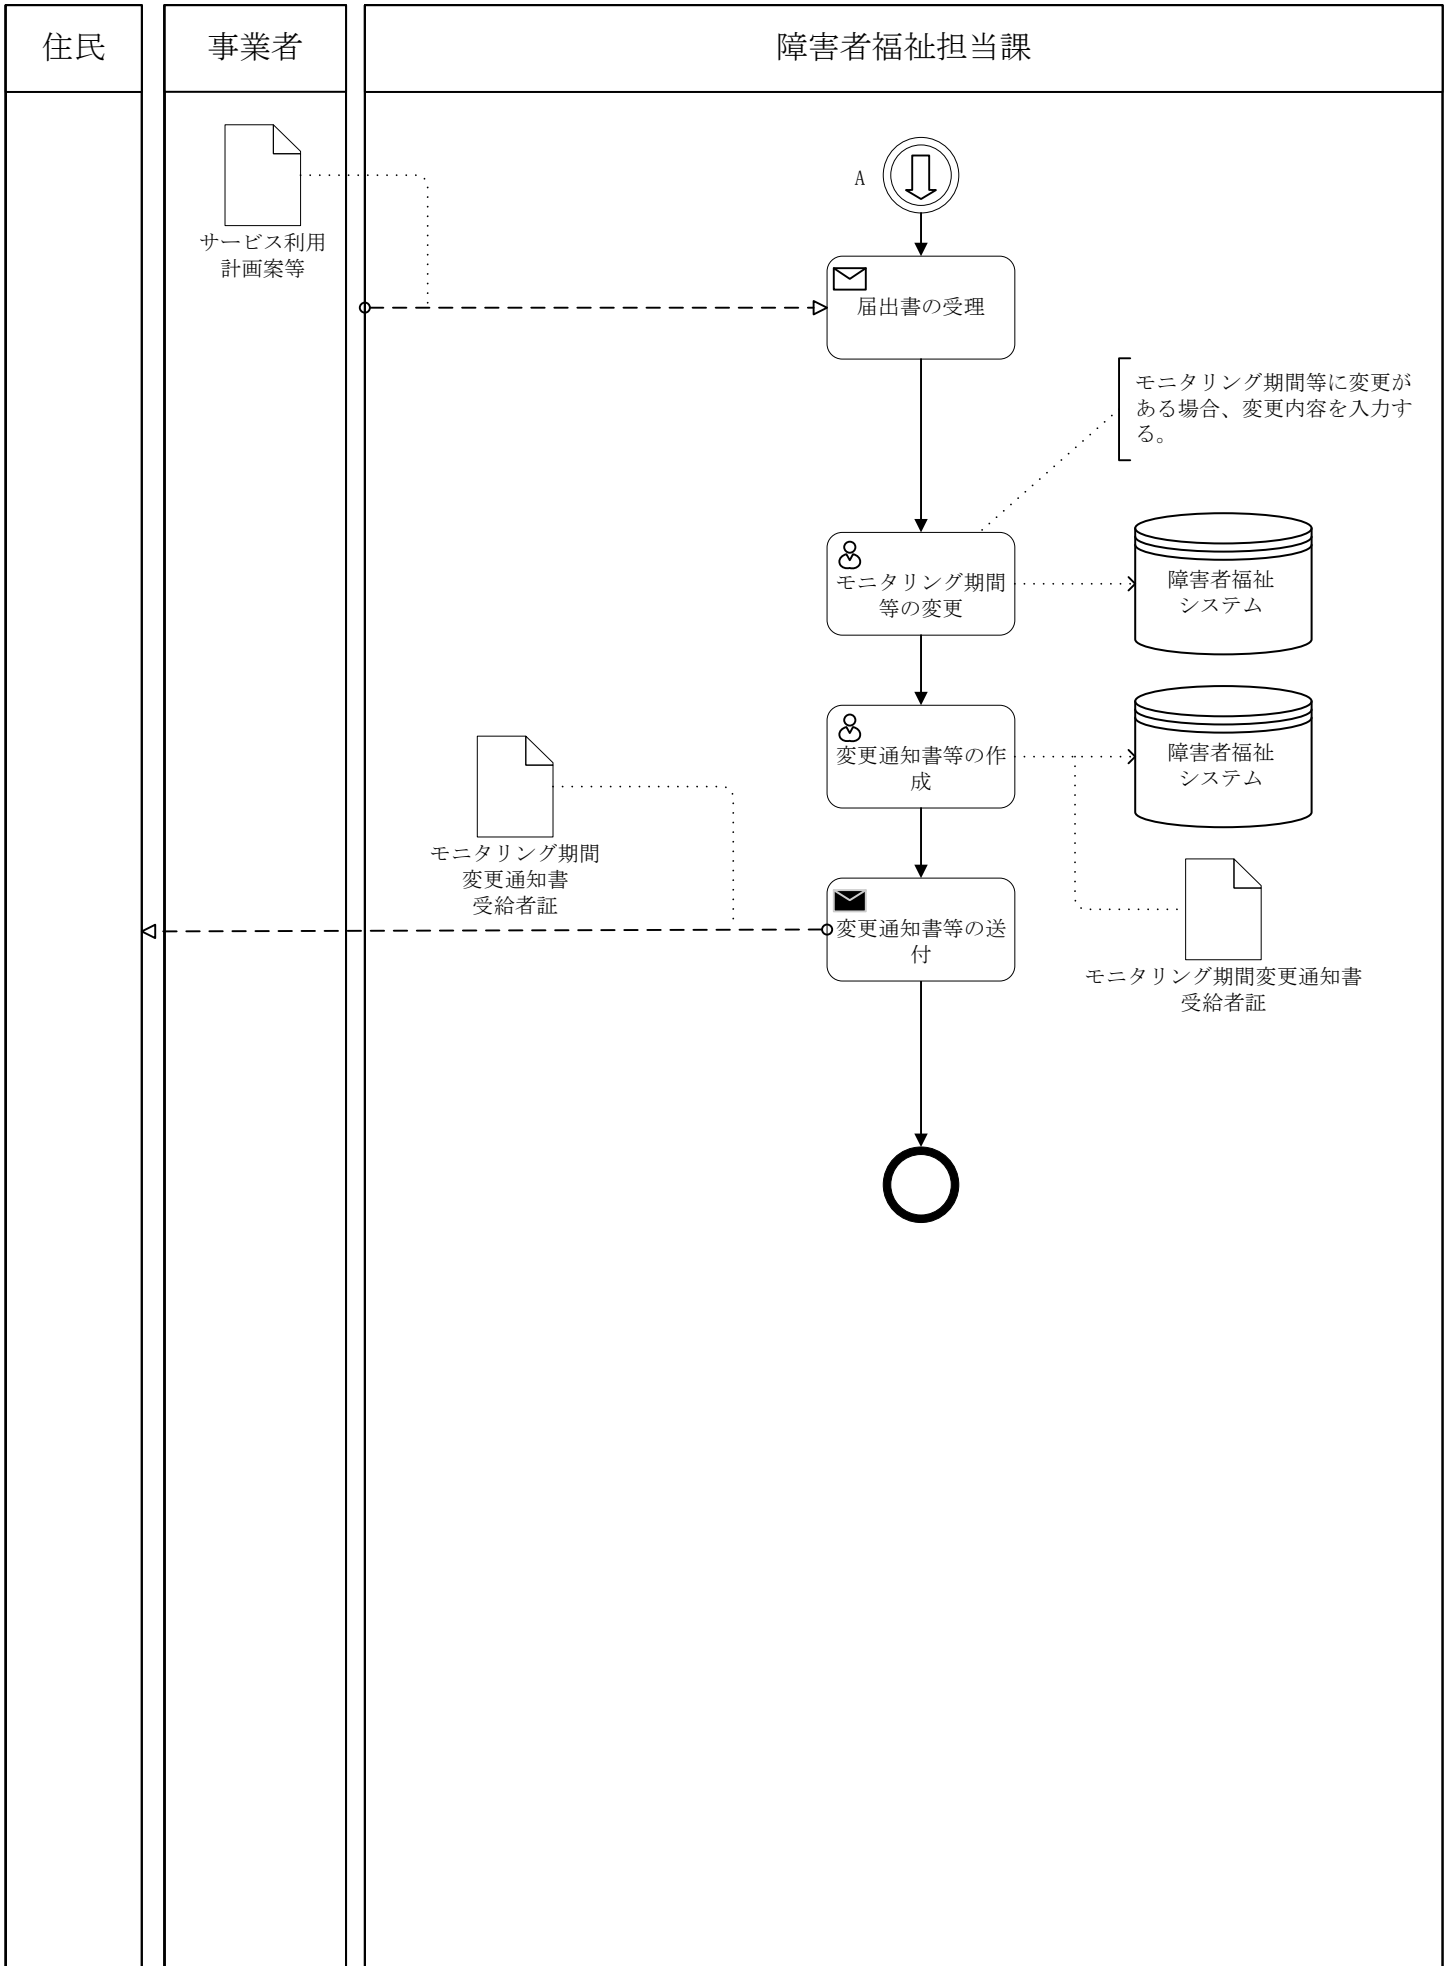 住民
事業者
障害者福祉担当課
サービス利用
計画案等
A
届出書の受理
モニタリング期間等に変更が
ある場合、変更内容を入力す
る。
モニタリング期間
等の変更
障害者福祉
システム
変更通知書等の作
成
障害者福祉
システム
モニタリング期間
変更通知書
受給者証
変更通知書等の送
付
モニタリング期間変更通知書
受給者証